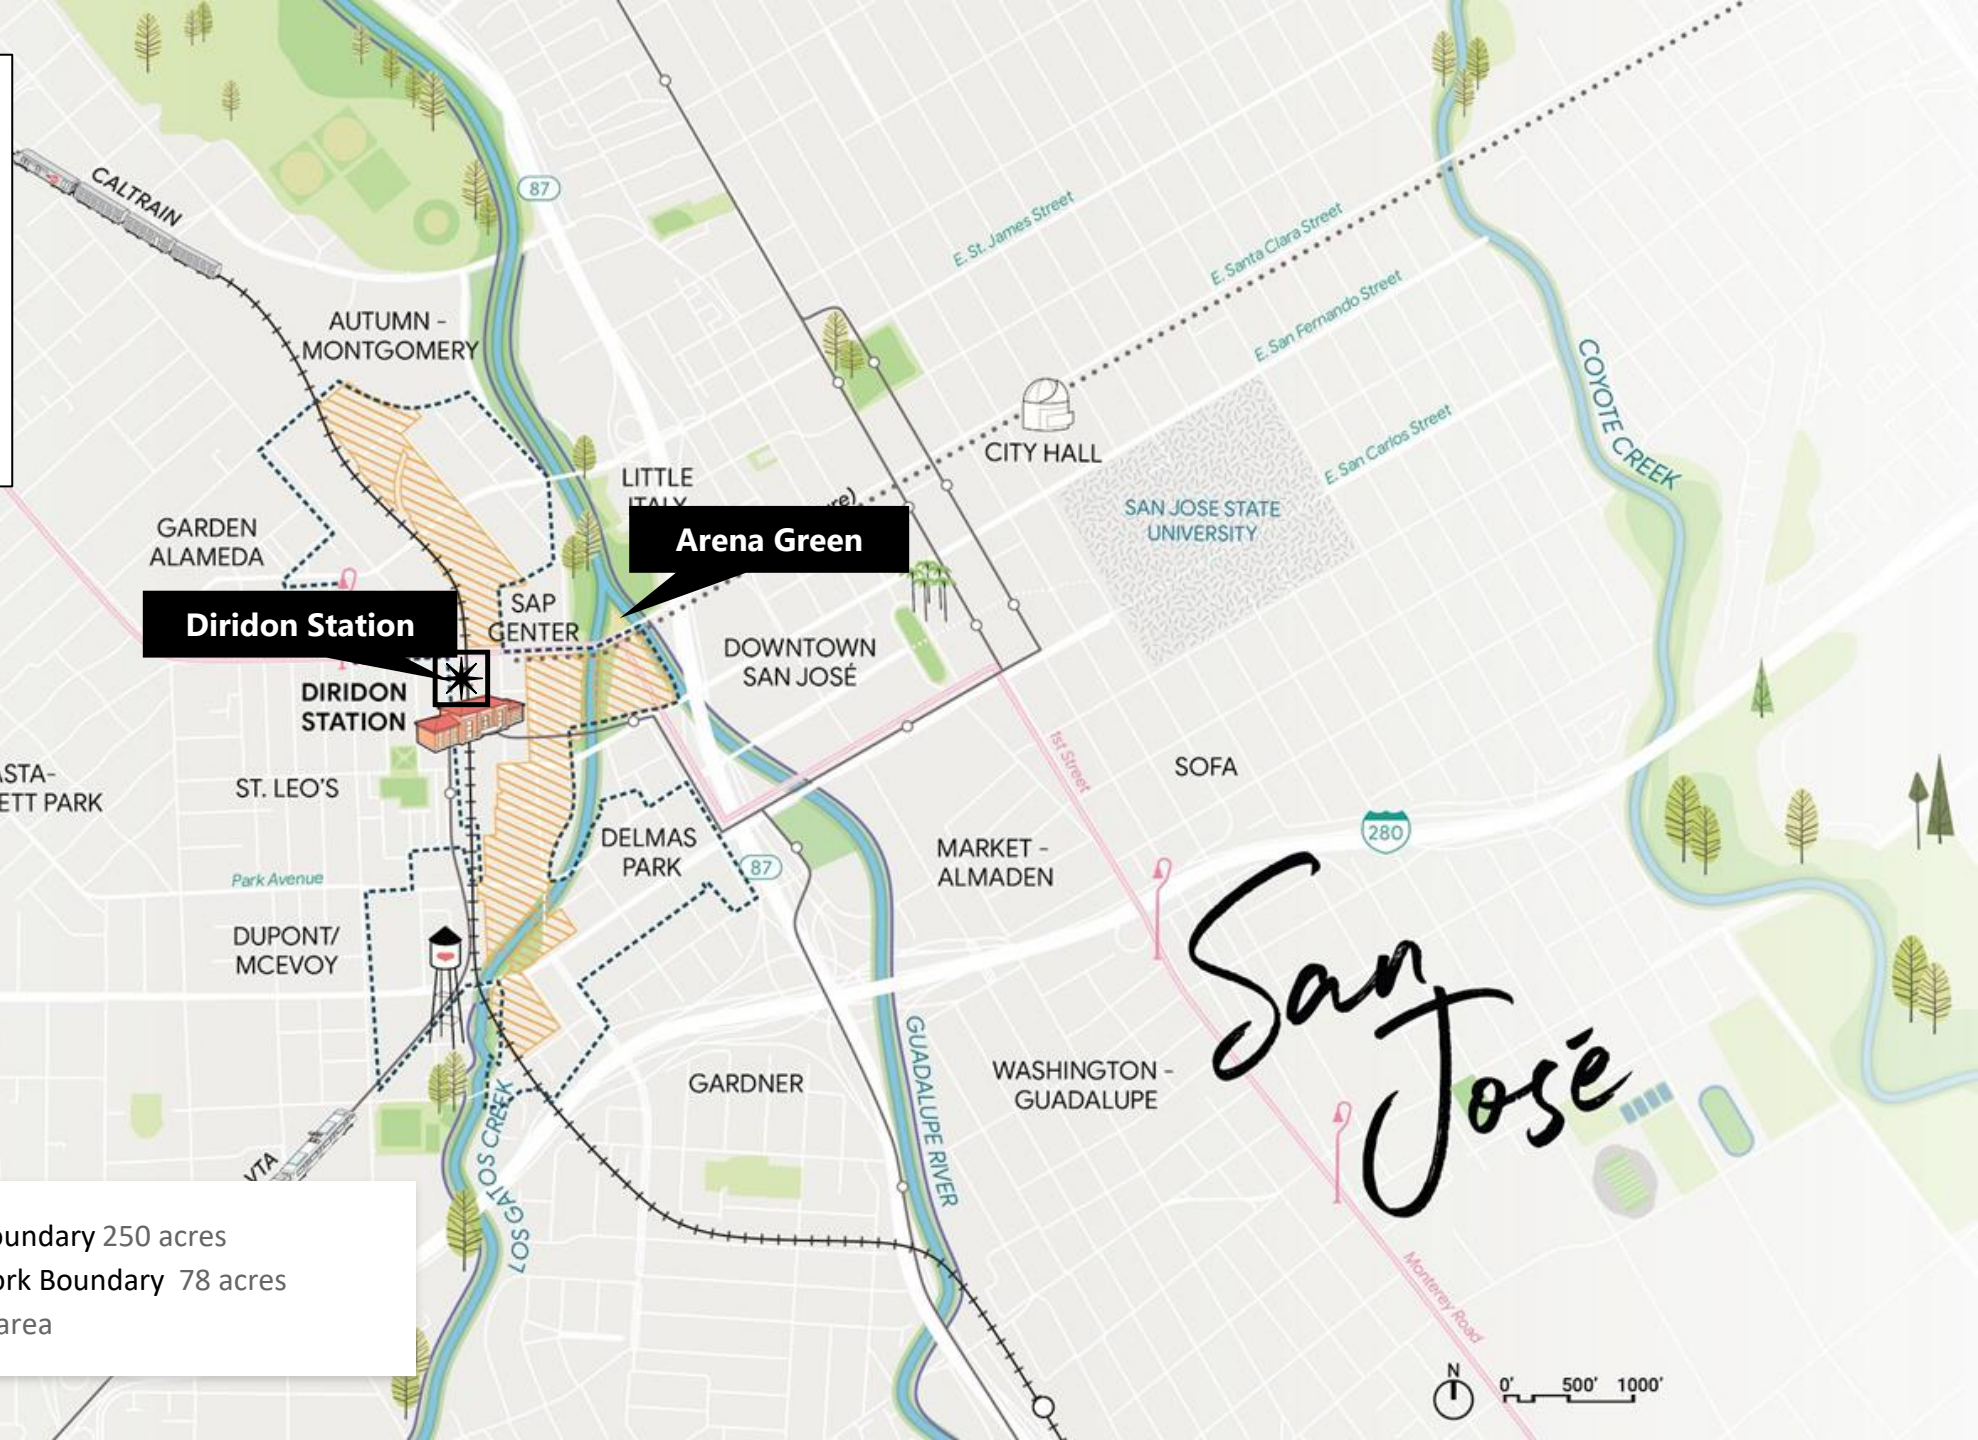 CALTRAIN
87
E. St. James Street
E. Santa Clara Street
E. San Fernando Street
E. San Carlos Street
COYOTE CREEK
AUTUMN -
MONTGOMERY
CITY HALL
LITTLE
ITALY
SAN JOSE STATE
UNIVERSITY
GARDEN
ALAMEDA
Arena Green
Diridon Station
SAP
CENTER
DOWNTOWN
SAN JOSÉ
DIRIDON
STATION
1st Street
SOFA
ST. LEO'S
ETT PARK
DELMAS
PARK
87
MARKET -
ALMADEN
280
Park Avenue
DUPONT/
MCEVOY
San
José
GARDNER
GUADALUPE RIVER
WASHINGTON -
GUADALUPE
LOS GATOS CREEK
VTA
oundary 250 acres
ork Boundary 78 acres
area
Monterey Road
N
0' 500' 1000'